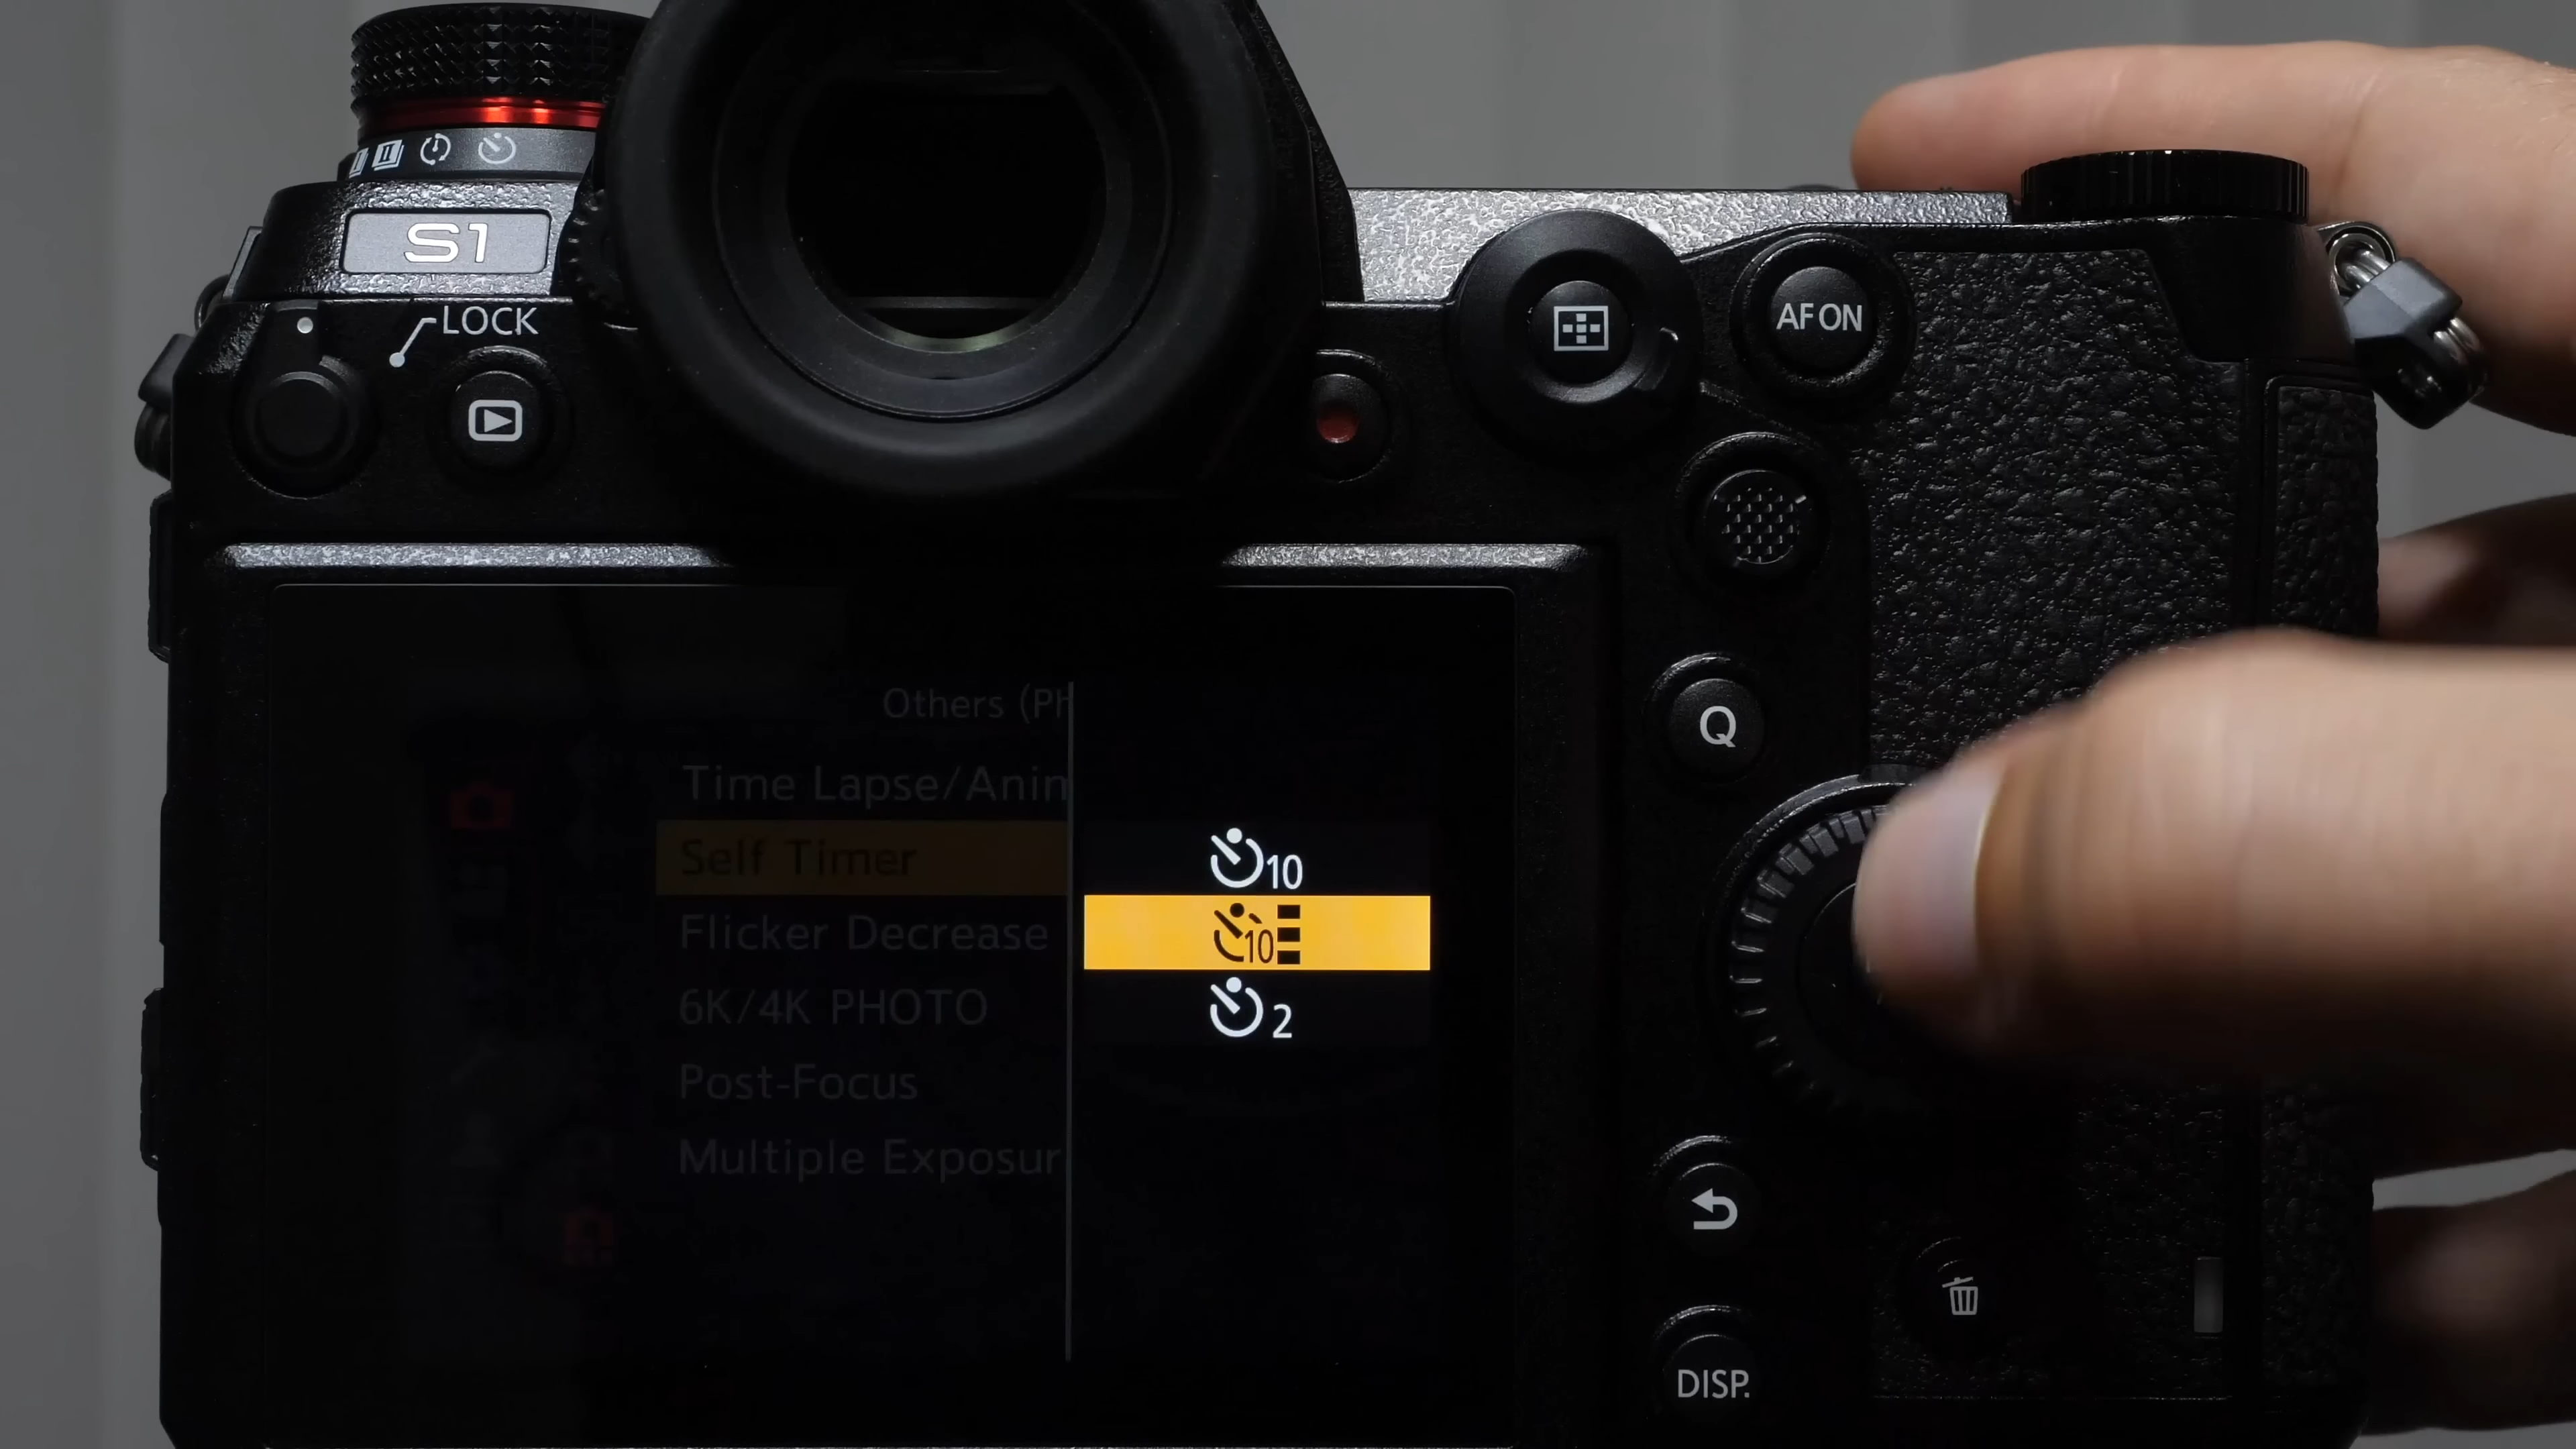 S1
LOCK
AF ON
Q
Others (Ph
Time Lapse/Anim
Self Timer
Flicker Decrease
6K/4K PHOTO
Post-Focus
Multiple Exposur
10
10
2
DISP.